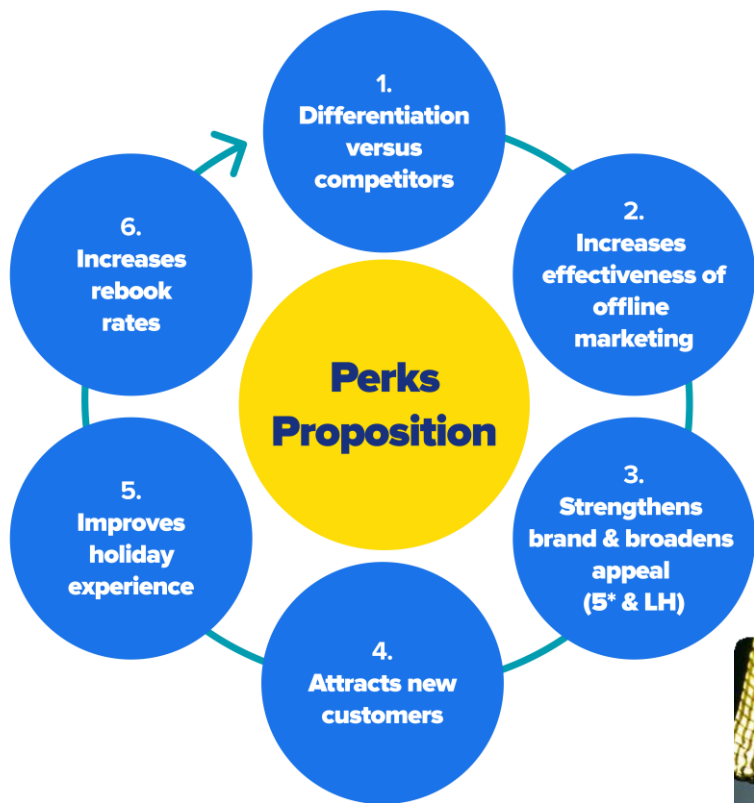 1.
Differentiation
versus
competitors
2.
Increases
effectiveness of
offline
marketing
3.
Strengthens
brand & broadens
appeal
(5* & LH)
4.
Attracts new
customers
5.
Improves
holiday
experience
6.
Increases
rebook
rates
Perks
Proposition